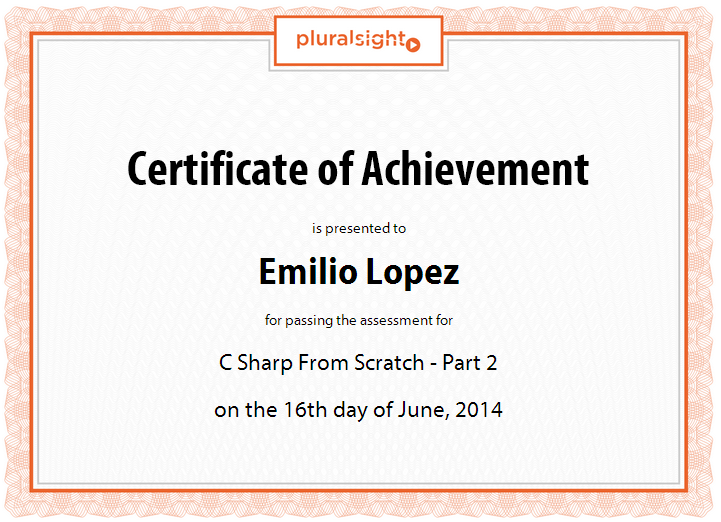 pluralsight
Certificate of Achievement
is presented to
Emilio Lopez
for passing the assessment for
C Sharp From Scratch - Part 2
on the 16th day of June, 2014